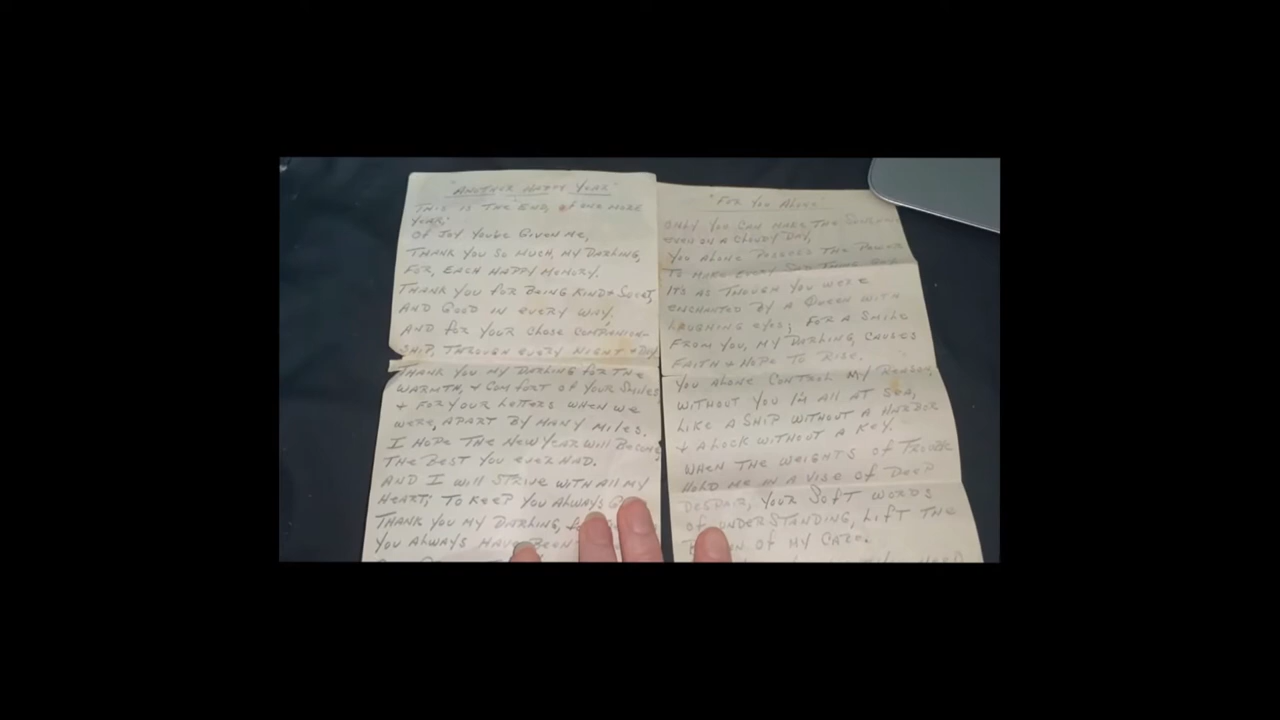 "Another Happy Year"
This is the "End, of one more
Year,"
Of Joy You've Given Me,
Thank you so much, my Darling,
For, Each Happy Memory.
Thank you for being kind + sweet,
And good in every way.
And for your close companion-
ship, through every night + day
Thank you my Darling for the
warmth, + comfort of your smiles
+ for your letters when we
were, apart by many miles.
I hope the New Year will become
the best you ever had.
And I will strive with all my
heart; to keep you always
Thank you my Darling,
you always have been
"For You Alone"
Only you can make the
even on a cloudy day,
You alone possess the power
to make every
It's as though you were
enchanted by a Queen with
laughing eyes; for a smile
from you, my Darling, causes
faith + hope to rise.
You alone control my reason,
without you I'm all at sea,
like a ship without a harbor
+ a lock without a key.
When the weights of trouble
hold me in a vise of deep
despair, your soft words
of understanding, lift the
of my care.